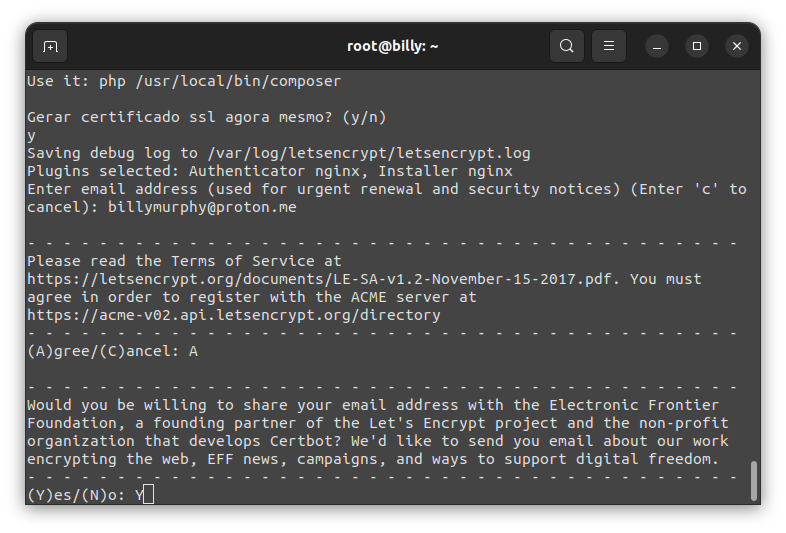 root@billy: ~
Use it: php /usr/local/bin/composer
Gerar certificado ssl agora mesmo? (y/n)
y
Saving debug log to /var/log/letsencrypt/letsencrypt.log
Plugins selected: Authenticator nginx, Installer nginx
Enter email address (used for urgent renewal and security notices) (Enter 'c' to
cancel): billymurphy@proton.me
- - - - - - - - - - - - - - - - - - - - - - - - - - - - - - - - - - - - - - - -
Please read the Terms of Service at
https://letsencrypt.org/documents/LE-SA-v1.2-November-15-2017.pdf. You must
agree in order to register with the ACME server at
https://acme-v02.api.letsencrypt.org/directory
- - - - - - - - - - - - - - - - - - - - - - - - - - - - - - - - - - - - - - - -
(A)gree/(C)ancel: A
- - - - - - - - - - - - - - - - - - - - - - - - - - - - - - - - - - - - - - - -
Would you be willing to share your email address with the Electronic Frontier
Foundation, a founding partner of the Let's Encrypt project and the non-profit
organization that develops Certbot? We'd like to send you email about our work
encrypting the web, EFF news, campaigns, and ways to support digital freedom.
- - - - - - - - - - - - - - - - - - - - - - - - - - - - - - - - - - - - - - - -
(Y)es/(N)o: Y